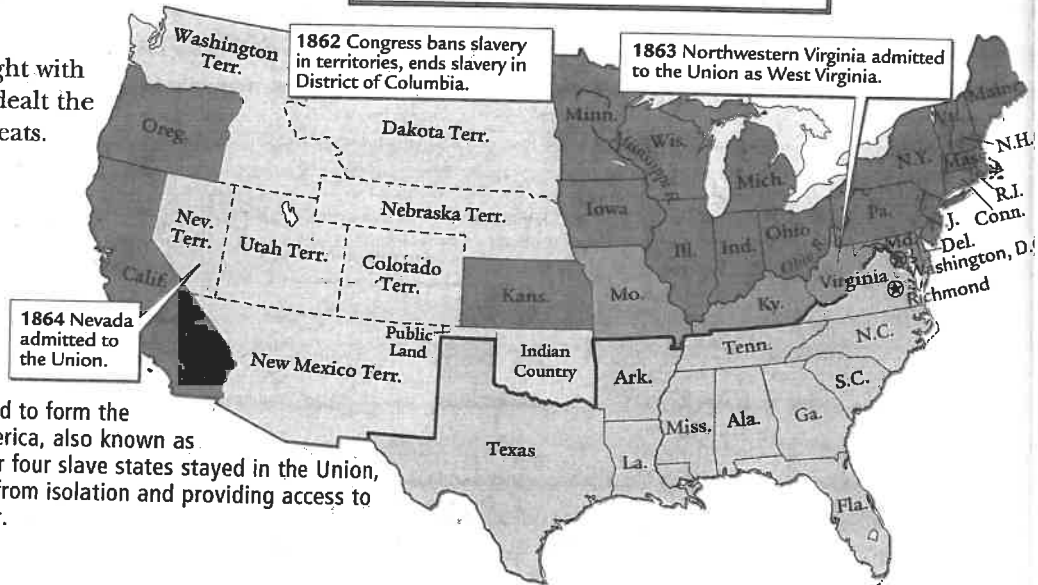 ght with
dealt the
eats.
1862 Congress bans slavery
in territories, ends slavery in
District of Columbia.
1863 Northwestern Virginia admitted
to the Union as West Virginia.
1864 Nevada
admitted to
the Union.
Washington
Terr.
Oreg.
Dakota Terr.
Minn.
Wis.
Mississippi R.
Mich.
Maine
Vt.
N.H.
N.Y.
Mass.
R.I.
Conn.
Nebraska Terr.
Iowa
Pa.
J.
Nev.
Terr.
Utah Terr.
Colorado
Terr.
Ill.
Ind.
Ohio
Ohio R.
Md.
Del.
Washington, D.
Calif.
Kans.
Mo.
Ky.
Virginia
Richmond
Public
Land
New Mexico Terr.
Indian
Country
Tenn.
N.C.
Ark.
S.C.
Texas
Miss.
Ala.
Ga.
La.
Fla.
d to form the
erica, also known as
r four slave states stayed in the Union,
from isolation and providing access to
r.